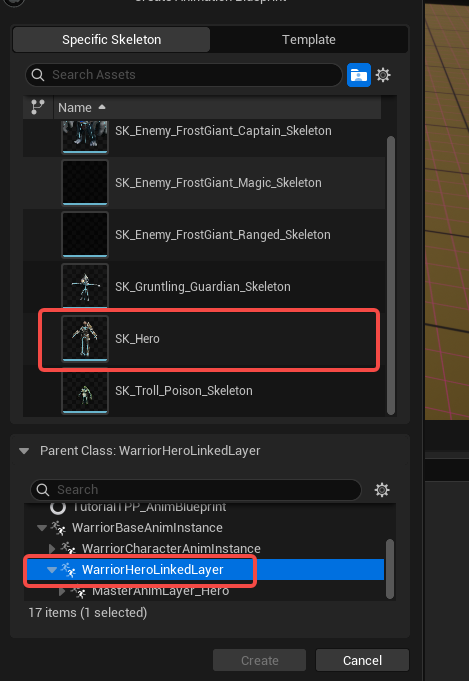 Create Animation Blueprint
Specific Skeleton
Template
Search Assets
Name
SK_Enemy_FrostGiant_Captain_Skeleton
SK_Enemy_FrostGiant_Magic_Skeleton
SK_Enemy_FrostGiant_Ranged_Skeleton
SK_Gruntling_Guardian_Skeleton
SK_Hero
SK_Troll_Poison_Skeleton
Parent Class: WarriorHeroLinkedLayer
Search
TutorialTPP_AnimBlueprint
WarriorBaseAnimInstance
WarriorCharacterAnimInstance
WarriorHeroLinkedLayer
MasterAnimLayer_Hero
17 items (1 selected)
Create
Cancel